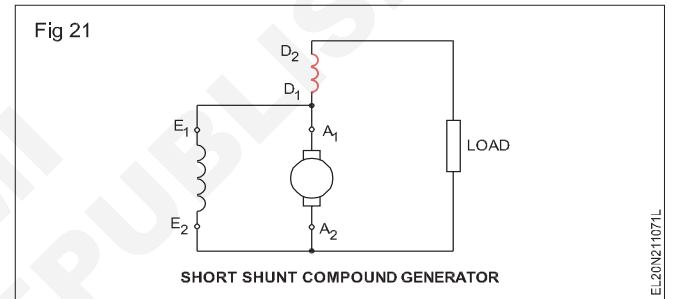 Fig 21
D2
D1
E1
A1
LOAD
E2
A2
SHORT SHUNT COMPOUND GENERATOR
EL20N211071L